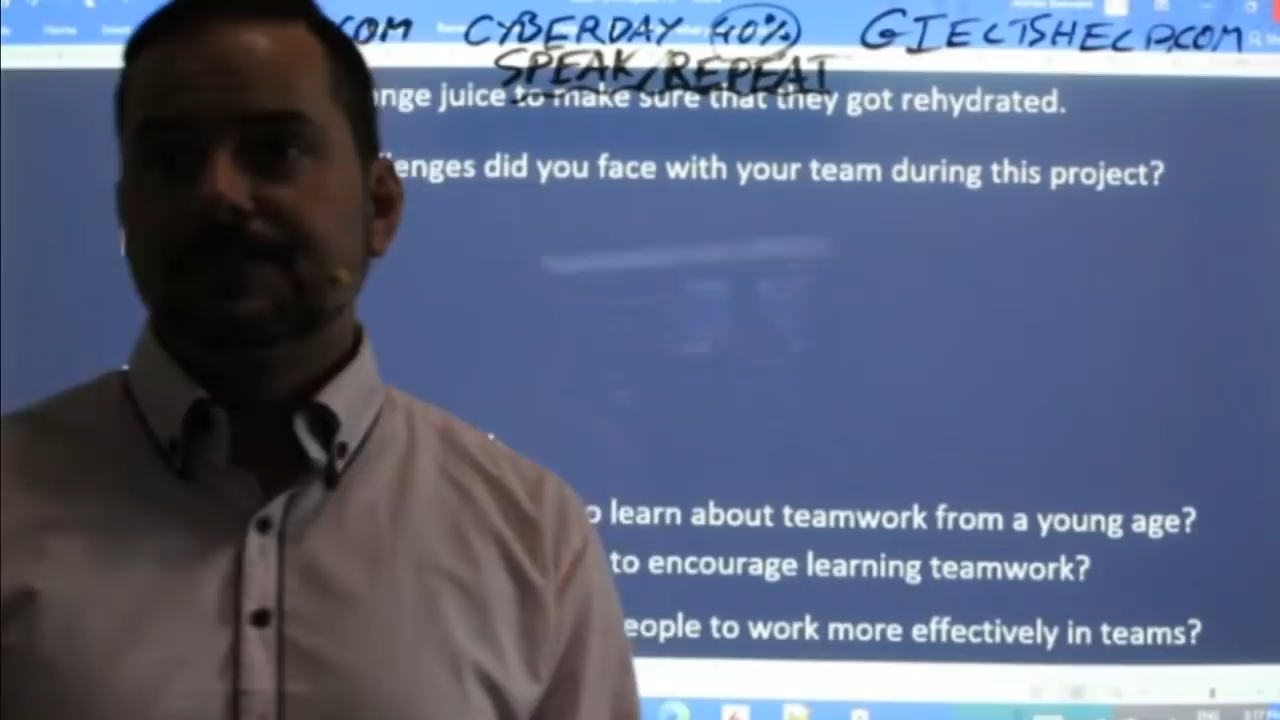 COM CYBERDAY 40% GIELTSHELP.COM
SPEAK/REPEAT
nge juice to make sure that they got rehydrated.
lenges did you face with your team during this project?
o learn about teamwork from a young age?
to encourage learning teamwork?
eople to work more effectively in teams?